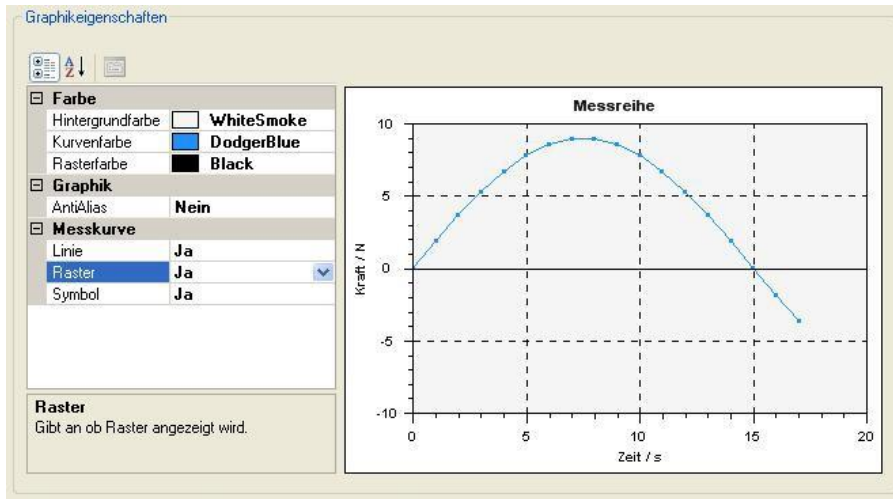 Graphikeigenschaften
A
Z
Farbe
Hintergrundfarbe WhiteSmoke
Kurvenfarbe DodgerBlue
Rasterfarbe Black
Graphik
AntiAlias Nein
Messkurve
Linie Ja
Raster Ja
Symbol Ja
Raster
Gibt an ob Raster angezeigt wird.
Messreihe
10
5
0
-5
-10
Kraft / N
0 5 10 15 20
Zeit / s